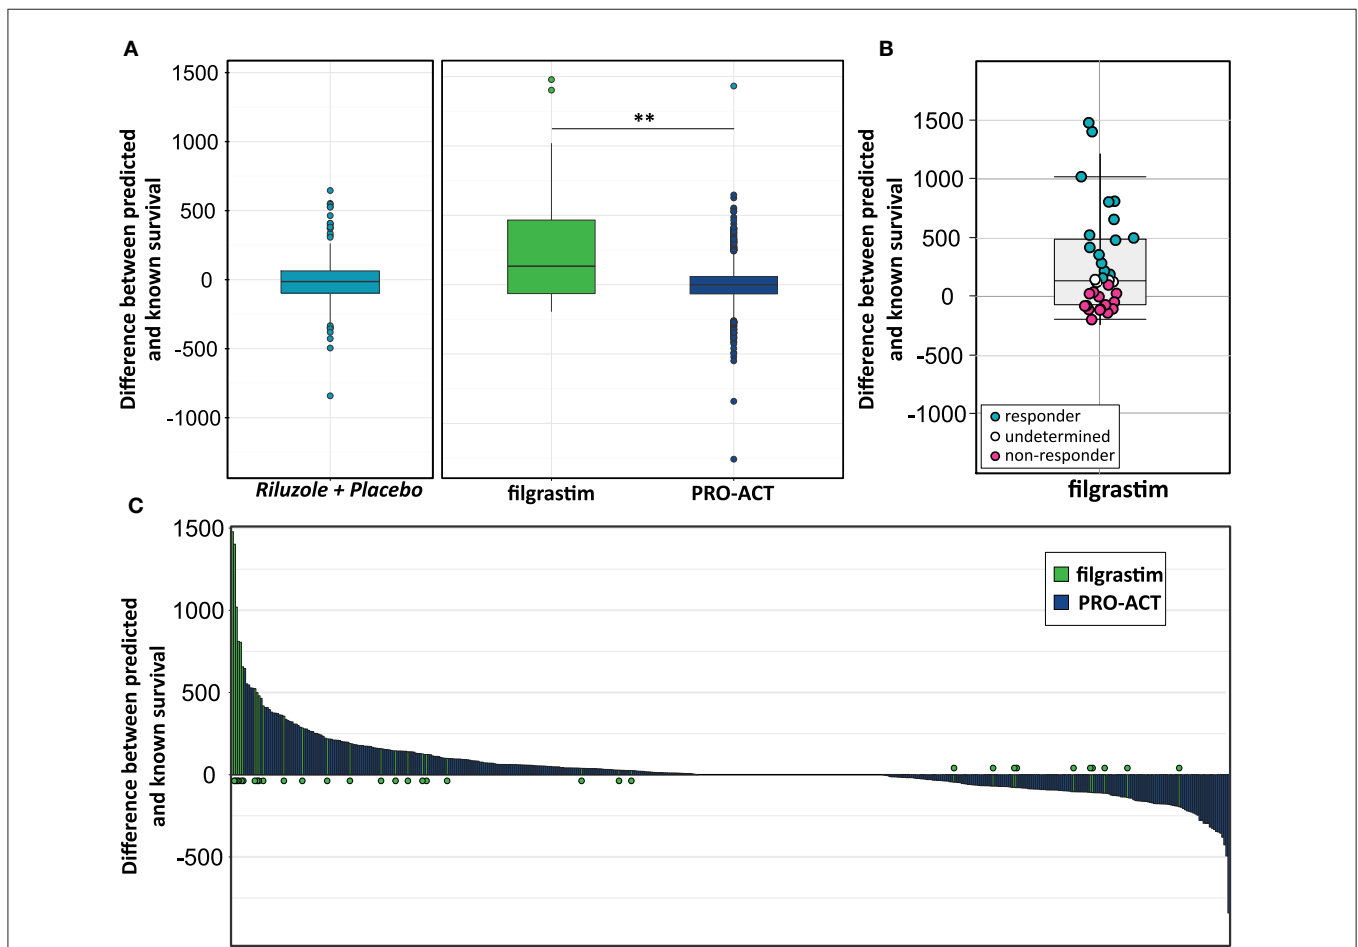 A
Difference between predicted
and known survival
1500
1000
500
0
-500
-1000
**
Riluzole + Placebo
filgrastim
PRO-ACT
B
Difference between predicted
and known survival
1500
1000
500
0
-500
-1000
responder
undetermined
non-responder
filgrastim
C
Difference between predicted
and known survival
1500
1000
500
0
-500
filgrastim
PRO-ACT